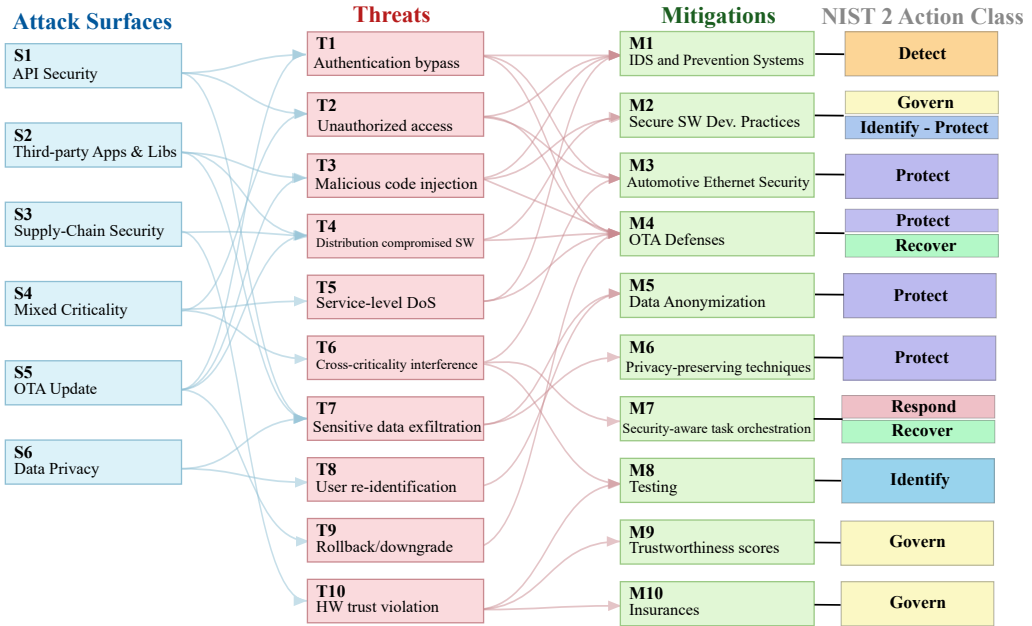 Attack Surfaces
Threats
Mitigations
NIST 2 Action Class
S1
API Security
S2
Third-party Apps & Libs
S3
Supply-Chain Security
S4
Mixed Criticality
S5
OTA Update
S6
Data Privacy
T1
Authentication bypass
T2
Unauthorized access
T3
Malicious code injection
T4
Distribution compromised SW
T5
Service-level DoS
T6
Cross-criticality interference
T7
Sensitive data exfiltration
T8
User re-identification
T9
Rollback/downgrade
T10
HW trust violation
M1
IDS and Prevention Systems
M2
Secure SW Dev. Practices
M3
Automotive Ethernet Security
M4
OTA Defenses
M5
Data Anonymization
M6
Privacy-preserving techniques
M7
Security-aware task orchestration
M8
Testing
M9
Trustworthiness scores
M10
Insurances
Detect
Govern
Identify - Protect
Protect
Protect
Recover
Protect
Protect
Respond
Recover
Identify
Govern
Govern